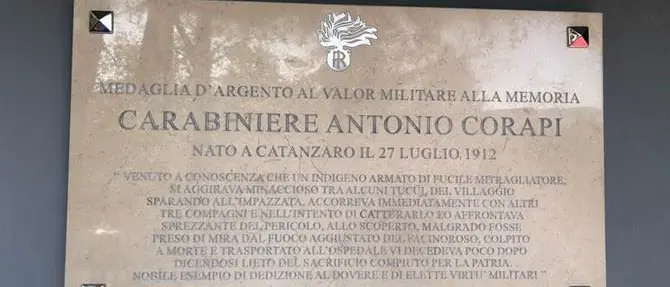 RI
MEDAGLIA D'ARGENTO AL VALOR MILITARE ALLA MEMORIA
CARABINIERE ANTONIO CORAPI
NATO A CATANZARO IL 27 LUGLIO 1912
" VENUTO A CONOSCENZA CHE UN INDIGENO ARMATO DI FUCILE MITRAGLIATORE,
SI AGGIRAVA MINACCIOSO TRA ALCUNI TUCUL DEL VILLAGGIO
SPARANDO ALL'IMPAZZATA, ACCORREVA IMMEDIATAMENTE CON ALTRI
TRE COMPAGNI E NELL'INTENTO DI CATTURARLO LO AFFRONTAVA
SPREZZANTE DEL PERICOLO, ALLO SCOPERTO, MALGRADO FOSSE
PRESO DI MIRA DAL FUOCO AGGIUSTATO DEL FACINOROSO, COLPITO
A MORTE E TRASPORTATO ALL'OSPEDALE VI DECEDEVA POCO DOPO
DICENDOSI LIETO DEL SACRIFICIO COMPIUTO PER LA PATRIA.
NOBILE ESEMPIO DI DEDIZIONE AL DOVERE E DI ELETTE VIRTU' MILITARI "